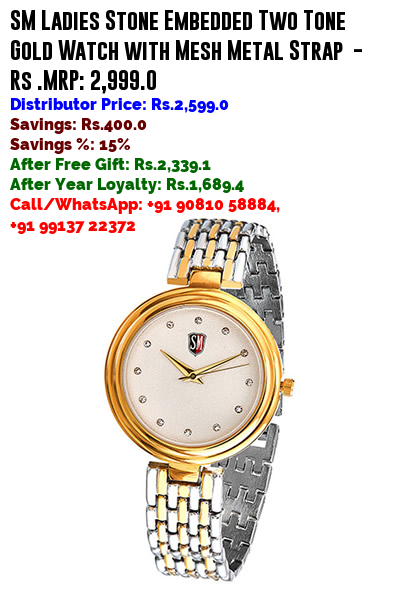 SM Ladies Stone Embedded Two Tone
Gold Watch with Mesh Metal Strap -
Rs .MRP: 2,999.0
Distributor Price: Rs.2,599.0
Savings: Rs.400.0
Savings %: 15%
After Free Gift: Rs.2,339.1
After Year Loyalty: Rs.1,689.4
Call/WhatsApp: +91 90810 58884,
+91 99137 22372
SM